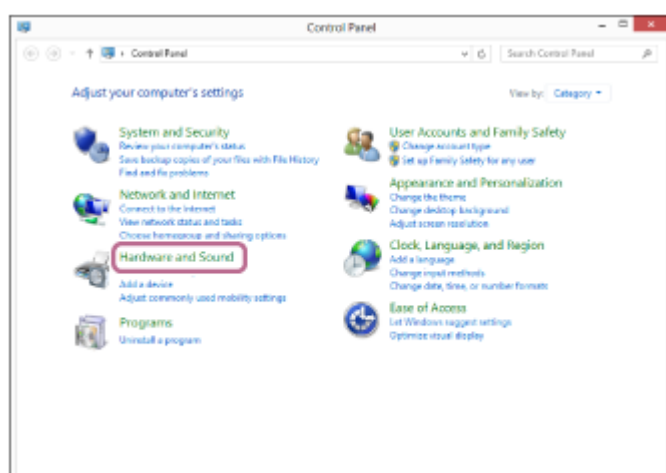 Control Panel
Control Panel
Search Control Panel
Adjust your computer's settings
View by: Category
System and Security
Review your computer's status
Save backup copies of your files with File History
Find and fix problems
Network and Internet
Connect to the Internet
View network status and tasks
Choose homegroup and sharing options
Hardware and Sound
Add a device
Adjust commonly used mobility settings
Programs
Uninstall a program
User Accounts and Family Safety
Change account type
Set up Family Safety for any user
Appearance and Personalization
Change the theme
Change desktop background
Adjust screen resolution
Clock, Language, and Region
Add a language
Change input methods
Change date, time, or number formats
Ease of Access
Let Windows suggest settings
Optimize visual display